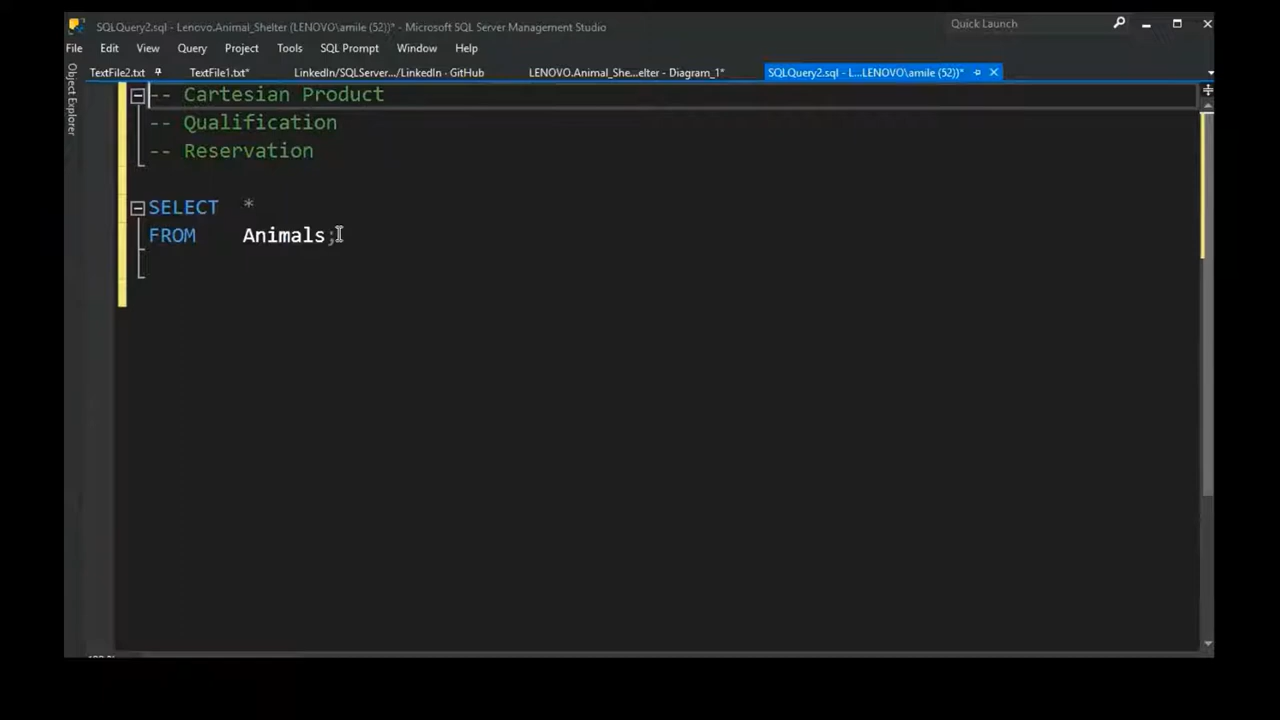 SQLQuery2.sql - Lenovo.Animal_Shelter (LENOVO\amile (52))* - Microsoft SQL Server Management Studio
Quick Launch
File Edit View Query Project Tools SQL Prompt Window Help
TextFile2.txt TextFile1.txt* LinkedIn/SQLServer.../LinkedIn - GitHub LENOVO.Animal_She...elter - Diagram_1* SQLQuery2.sql - L...LENOVO\amile (52))*
Object Explorer
-- Cartesian Product
-- Qualification
-- Reservation
SELECT *
FROM Animals;